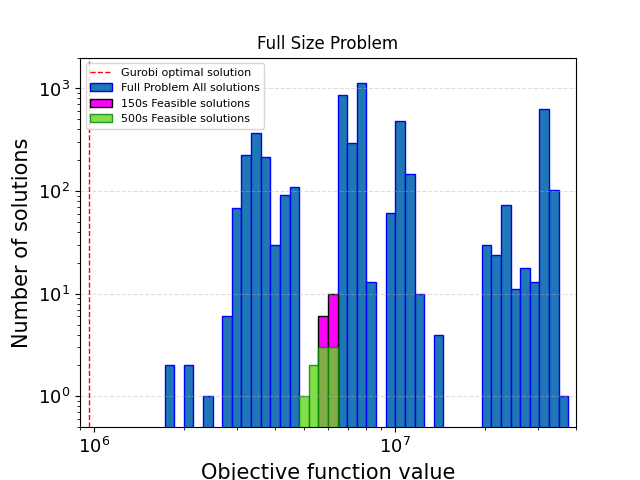 Full Size Problem
Gurobi optimal solution
Full Problem All solutions
150s Feasible solutions
500s Feasible solutions
10³
10²
10¹
10⁰
Number of solutions
10⁶
10⁷
Objective function value